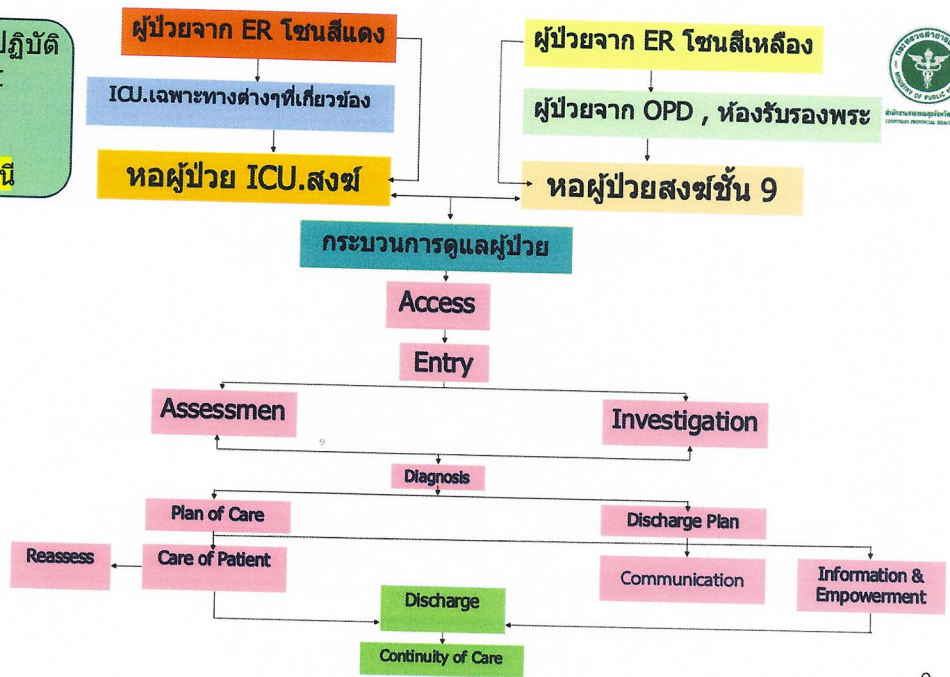 ปฏิบัติ
นี
ผู้ป่วยจาก ER โซนสีแดง
ผู้ป่วยจาก ER โซนสีเหลือง
ICU.เฉพาะทางต่างๆที่เกี่ยวข้อง
ผู้ป่วยจาก OPD , ห้องรับรองพระ
หอผู้ป่วย ICU.สงฆ์
หอผู้ป่วยสงฆ์ชั้น 9
กระบวนการดูแลผู้ป่วย
Access
Entry
Assessmen
Investigation
9
Diagnosis
Plan of Care
Discharge Plan
Reassess
Care of Patient
Communication
Information &
Empowerment
Discharge
Continuity of Care